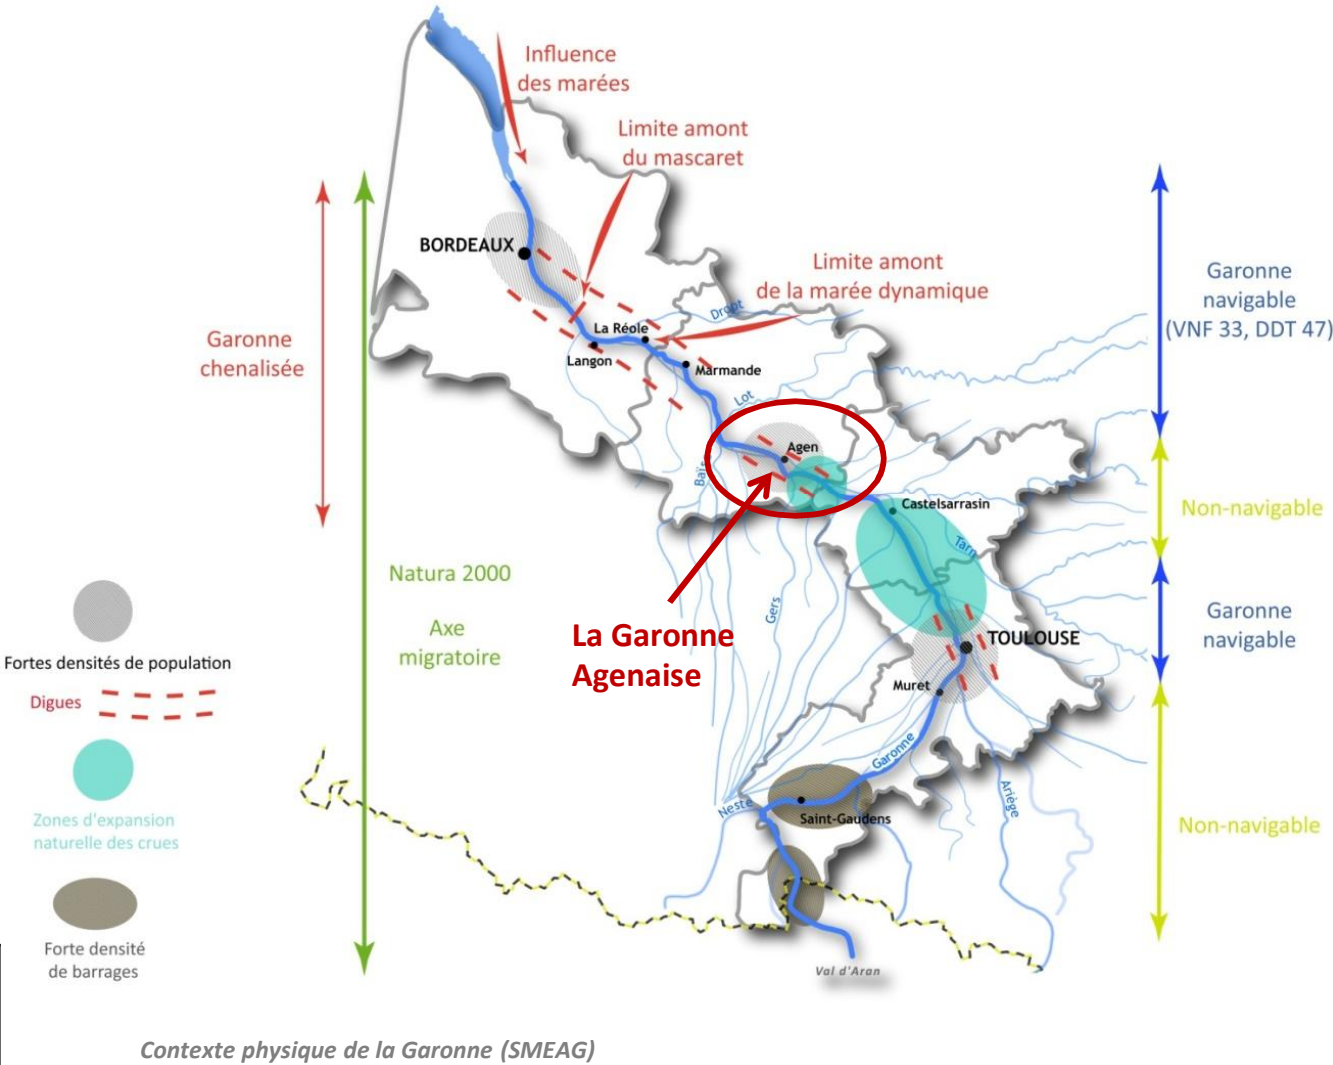 Influence
des marées
Limite amont
du mascaret
BORDEAUX
Limite amont
de la marée dynamique
Garonne
navigable
(VNF 33, DDT 47)
Dropt
La Réole
Garonne
chenalisée
Langon
Marmande
Lot
Agen
Baïse
Castelsarrasin
Non-navigable
Tarn
Natura 2000
Axe
migratoire
Gers
Garonne
navigable
La Garonne
Agenaise
TOULOUSE
Fortes densités de population
Muret
Digues
Garonne
Neste
Ariège
Saint-Gaudens
Zones d'expansion
naturelle des crues
Non-navigable
Forte densité
de barrages
Val d'Aran
Contexte physique de la Garonne (SMEAG)